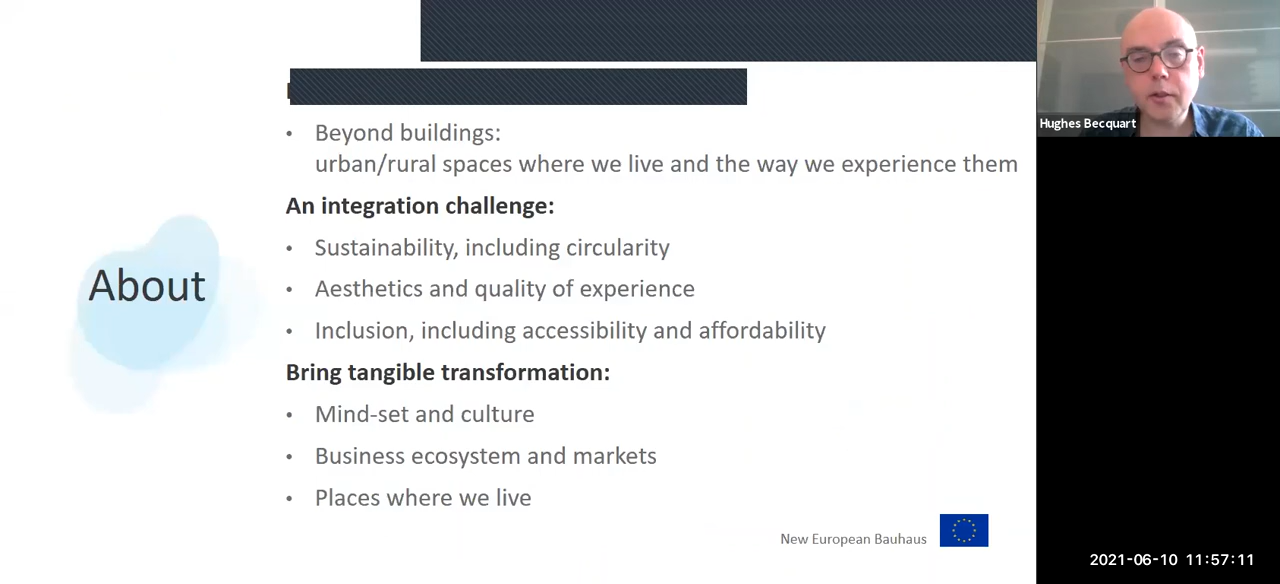 Beyond buildings:
urban/rural spaces where we live and the way we experience them
An integration challenge:
Sustainability, including circularity
About
Aesthetics and quality of experience
Inclusion, including accessibility and affordability
Bring tangible transformation:
Mind-set and culture
Business ecosystem and markets
Places where we live
New European Bauhaus
Hughes Becquart
2021-06-10 11:57:11